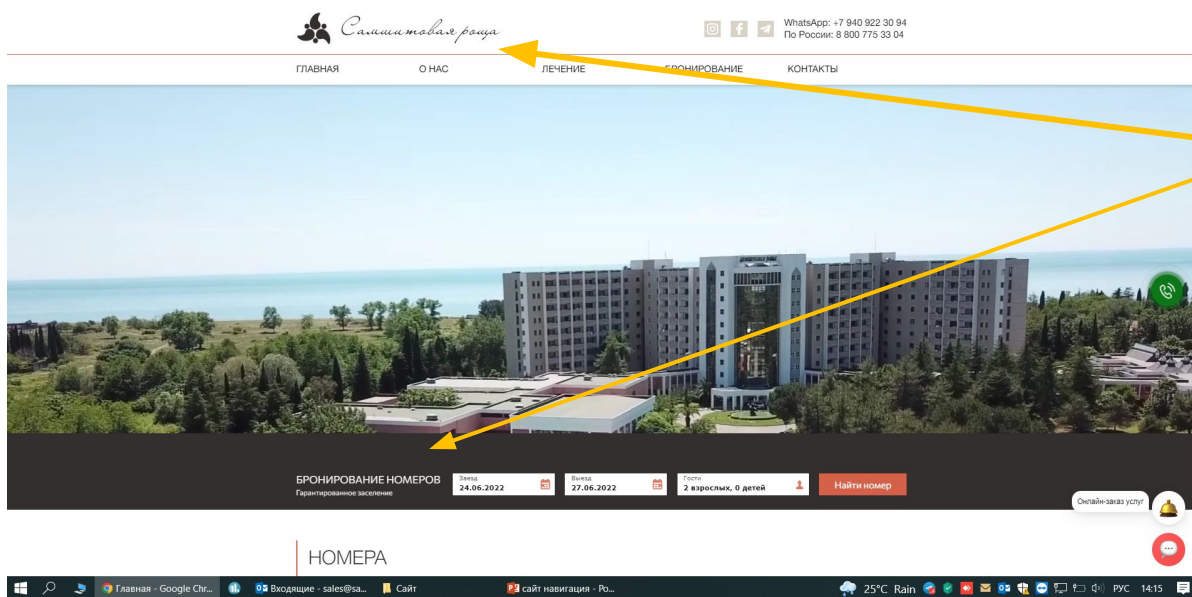 Самшитовая роща
WhatsApp: +7 940 922 30 94
По России: 8 800 775 33 04
ГЛАВНАЯ О НАС ЛЕЧЕНИЕ БРОНИРОВАНИЕ КОНТАКТЫ
БРОНИРОВАНИЕ НОМЕРОВ
Гарантированное заселение
Заезд
24.06.2022
Выезд
27.06.2022
Гости
2 взрослых, 0 детей
Найти номер
Онлайн-заказ услуг
НОМЕРА
Главная - Google Chr... Входящие - sales@sa... Сайт сайт навигация - Po... 25°C Rain РУС 14:15